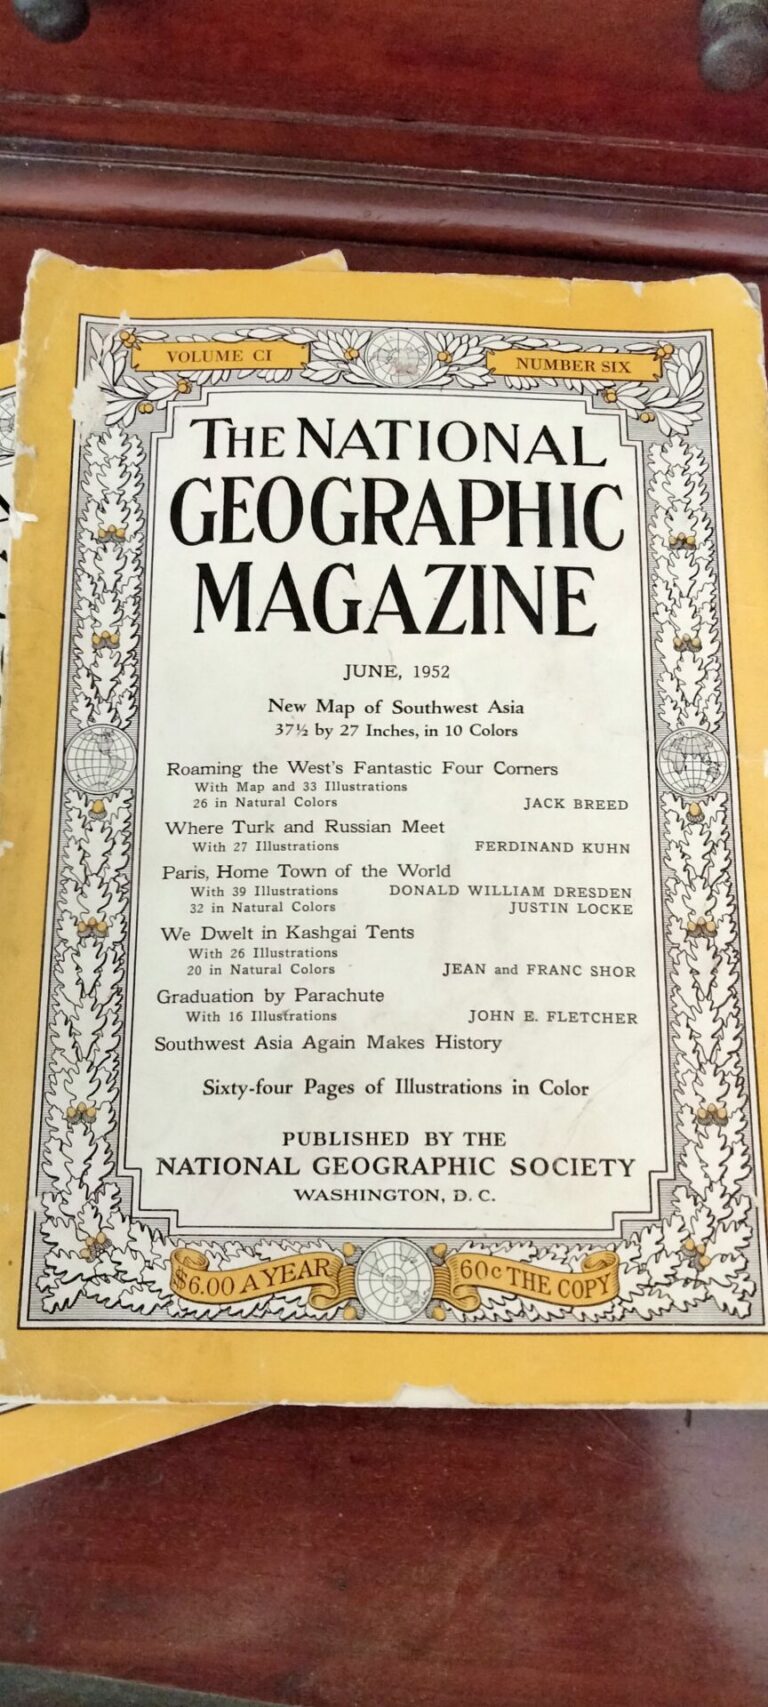 VOLUME CI
NUMBER SIX
THE NATIONAL
GEOGRAPHIC
MAGAZINE
JUNE, 1952
New Map of Southwest Asia
37½ by 27 Inches, in 10 Colors
Roaming the West's Fantastic Four Corners
With Map and 33 Illustrations
26 in Natural Colors JACK BREED
Where Turk and Russian Meet
With 27 Illustrations FERDINAND KUHN
Paris, Home Town of the World
With 39 Illustrations DONALD WILLIAM DRESDEN
32 in Natural Colors JUSTIN LOCKE
We Dwelt in Kashgai Tents
With 26 Illustrations
20 in Natural Colors JEAN and FRANC SHOR
Graduation by Parachute
With 16 Illustrations JOHN E. FLETCHER
Southwest Asia Again Makes History
Sixty-four Pages of Illustrations in Color
PUBLISHED BY THE
NATIONAL GEOGRAPHIC SOCIETY
WASHINGTON, D. C.
$6.00 A YEAR
60c THE COPY